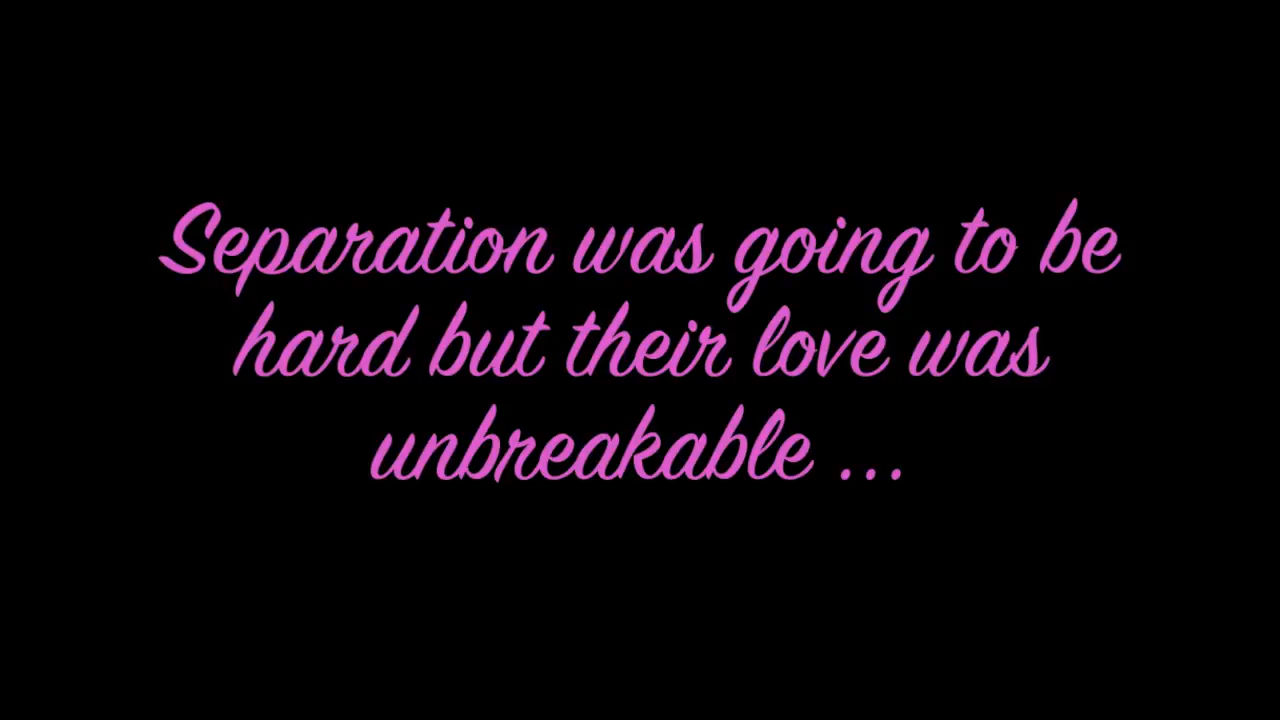 Separation was going to be
hard but their love was
unbreakable ...